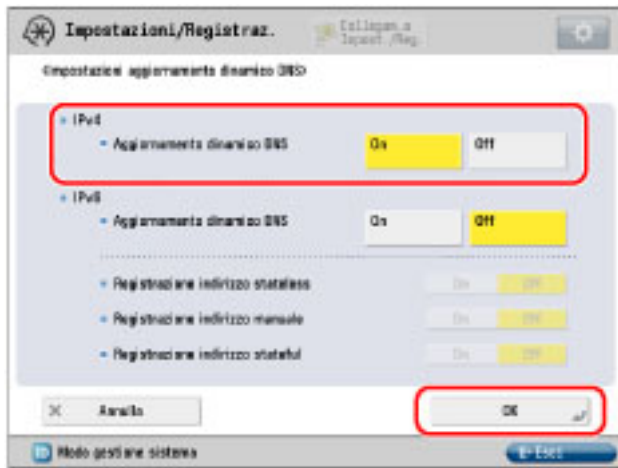 Impostazioni/Registraz.
Collegam.a
Impost./Reg.
<Impostazioni aggiornamento dinamico DNS>
IPv4
Aggiornamento dinamico DNS
On
Off
IPv6
Aggiornamento dinamico DNS
On
Off
Registrazione indirizzo stateless
On
Off
Registrazione indirizzo manuale
On
Off
Registrazione indirizzo stateful
On
Off
Annulla
OK
ID Modo gestione sistema
Esci